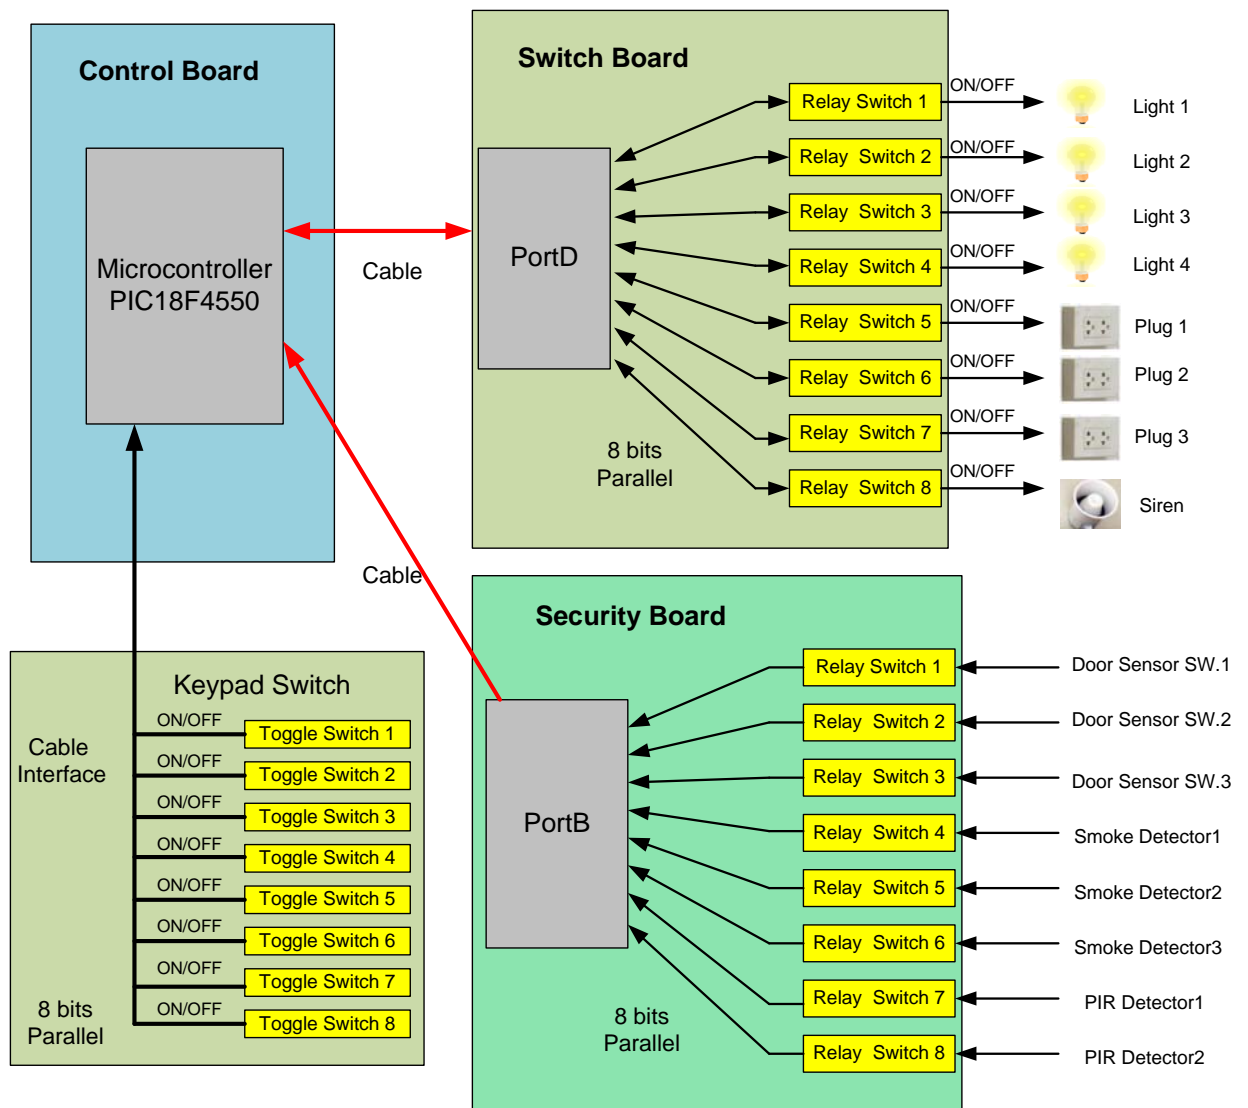 Control Board
Microcontroller
PIC18F4550
Cable
Switch Board
PortD
8 bits
Parallel
Relay Switch 1
ON/OFF
Light 1
Relay Switch 2
ON/OFF
Light 2
Relay Switch 3
ON/OFF
Light 3
Relay Switch 4
ON/OFF
Light 4
Relay Switch 5
ON/OFF
Plug 1
Relay Switch 6
ON/OFF
Plug 2
Relay Switch 7
ON/OFF
Plug 3
Relay Switch 8
ON/OFF
Siren
Cable
Keypad Switch
Cable
Interface
ON/OFF
Toggle Switch 1
ON/OFF
Toggle Switch 2
ON/OFF
Toggle Switch 3
ON/OFF
Toggle Switch 4
ON/OFF
Toggle Switch 5
ON/OFF
Toggle Switch 6
ON/OFF
Toggle Switch 7
ON/OFF
Toggle Switch 8
8 bits
Parallel
Security Board
PortB
8 bits
Parallel
Relay Switch 1
Door Sensor SW.1
Relay Switch 2
Door Sensor SW.2
Relay Switch 3
Door Sensor SW.3
Relay Switch 4
Smoke Detector1
Relay Switch 5
Smoke Detector2
Relay Switch 6
Smoke Detector3
Relay Switch 7
PIR Detector1
Relay Switch 8
PIR Detector2